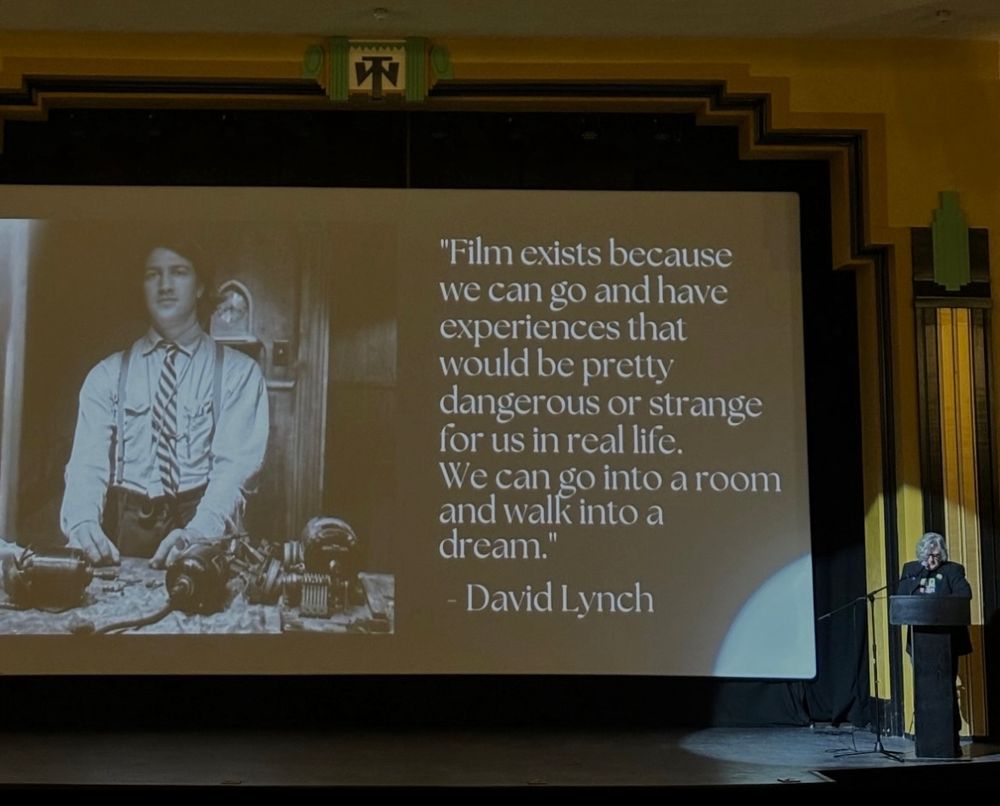 "Film exists because
we can go and have
experiences that
would be pretty
dangerous or strange
for us in real life.
We can go into a room
and walk into a
dream."
- David Lynch